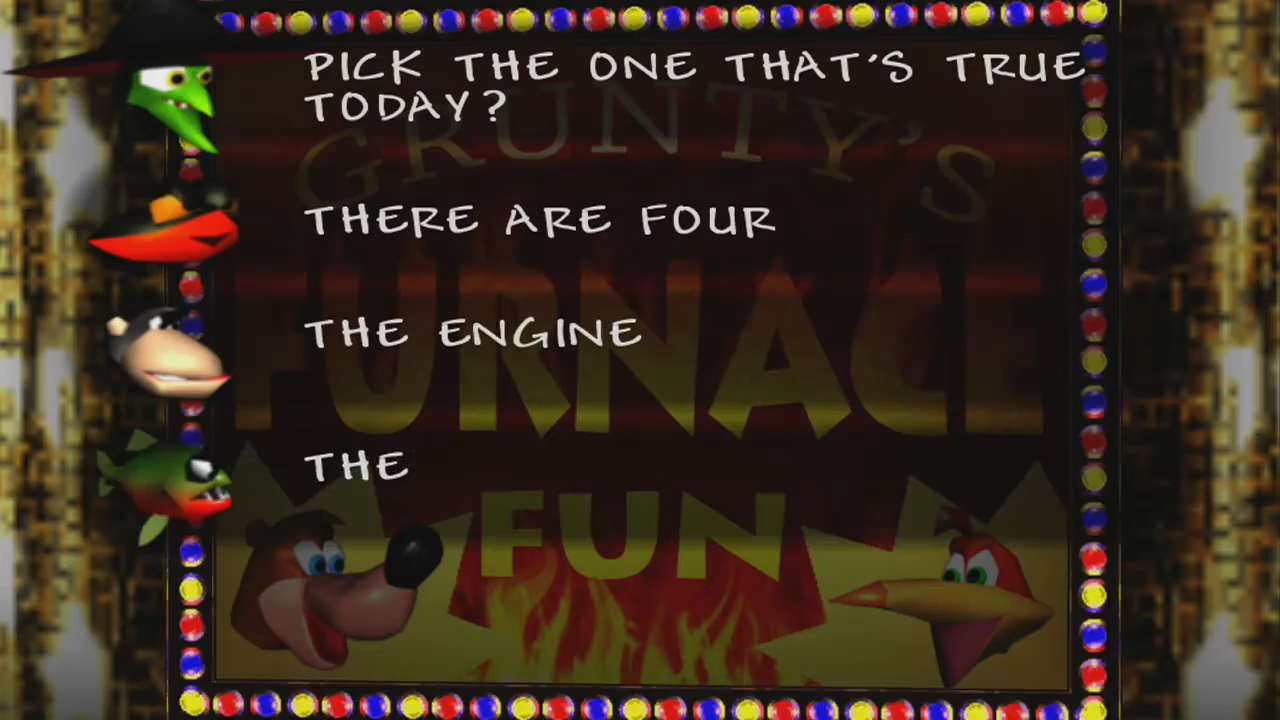 PICK THE ONE THAT'S TRUE
TODAY?
GRUNTY'S
THERE ARE FOUR
FURNACE
THE ENGINE
THE
FUN